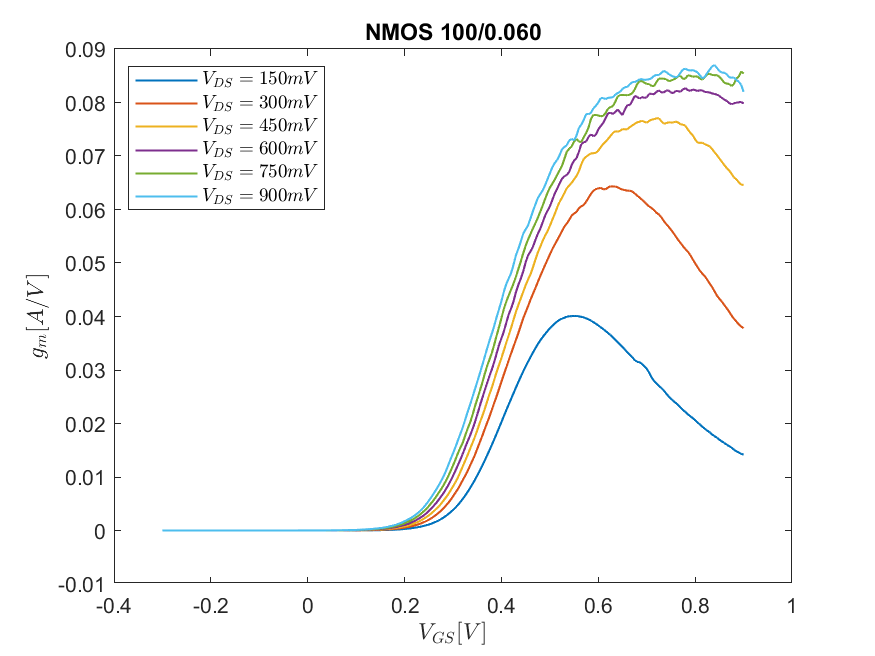 NMOS 100/0.060
0.09
0.08
0.07
0.06
0.05
0.04
0.03
0.02
0.01
0
-0.01
g_m[A/V]
V_DS = 150mV
V_DS = 300mV
V_DS = 450mV
V_DS = 600mV
V_DS = 750mV
V_DS = 900mV
-0.4 -0.2 0 0.2 0.4 0.6 0.8 1
V_GS[V]